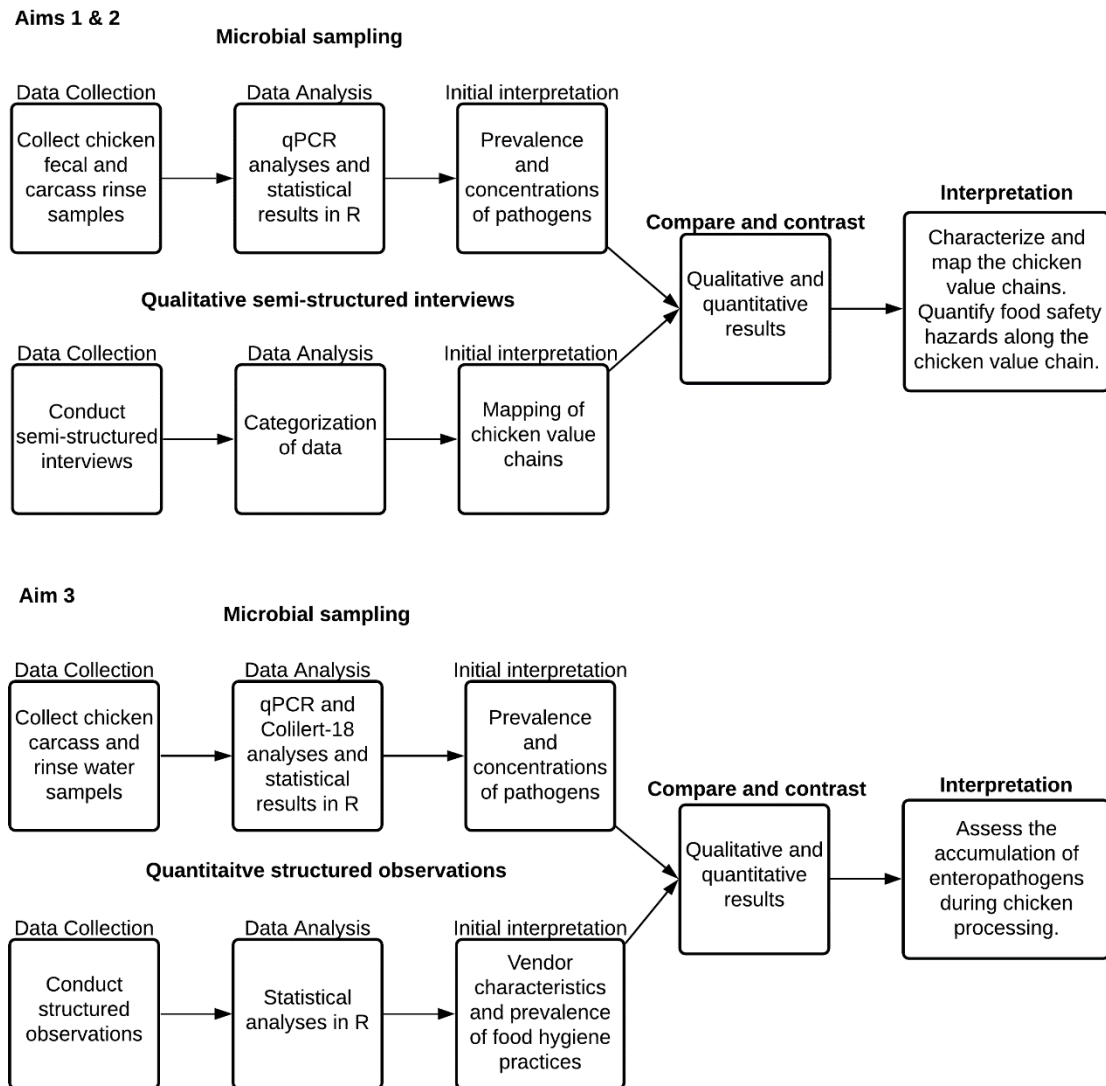 Aims 1 & 2
Microbial sampling
Data Collection
Collect chicken
fecal and
carcass rinse
samples
Data Analysis
qPCR
analyses and
statistical
results in R
Initial interpretation
Prevalence
and
concentrations
of pathogens
Qualitative semi-structured interviews
Data Collection
Conduct
semi-structured
interviews
Data Analysis
Categorization
of data
Initial interpretation
Mapping of
chicken value
chains
Compare and contrast
Qualitative and
quantitative
results
Interpretation
Characterize and
map the chicken
value chains.
Quantify food safety
hazards along the
chicken value chain.
Aim 3
Microbial sampling
Data Collection
Collect chicken
carcass and
rinse water
sampels
Data Analysis
qPCR and
Colilert-18
analyses and
statistical
results in R
Initial interpretation
Prevalence
and
concentrations
of pathogens
Quantitaitve structured observations
Data Collection
Conduct
structured
observations
Data Analysis
Statistical
analyses in R
Initial interpretation
Vendor
characteristics
and prevalence
of food hygiene
practices
Compare and contrast
Qualitative and
quantitative
results
Interpretation
Assess the
accumulation of
enteropathogens
during chicken
processing.